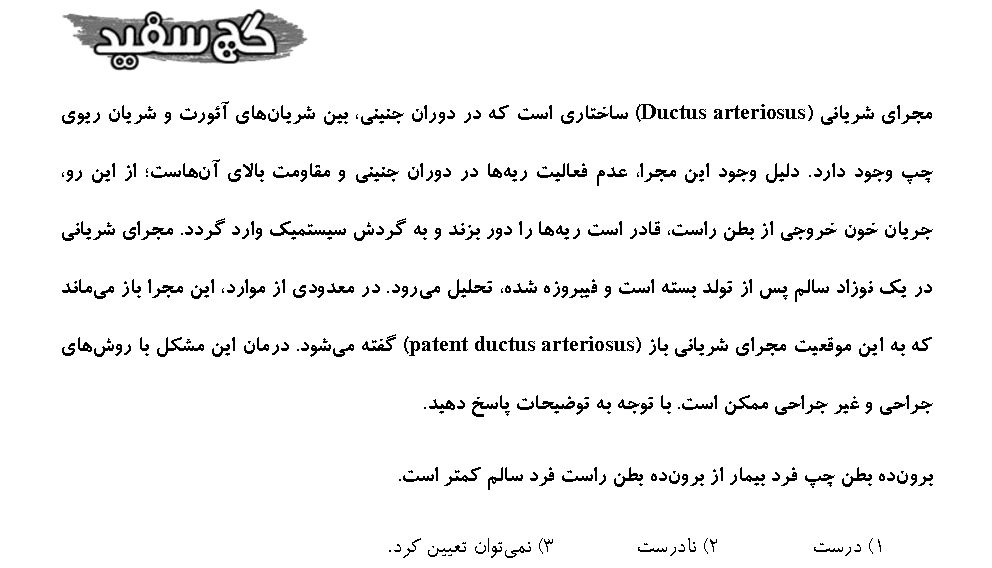 گچ سفید
مجرای شریانی (Ductus arteriosus) ساختاری است که در دوران جنینی، بین شریان‌های آئورت و شریان ریوی
چپ وجود دارد. دلیل وجود این مجرا، عدم فعالیت ریه‌ها در دوران جنینی و مقاومت بالای آن‌هاست؛ از این رو،
جریان خون خروجی از بطن راست، قادر است ریه‌ها را دور بزند و به گردش سیستمیک وارد گردد. مجرای شریانی
در یک نوزاد سالم پس از تولد بسته است و فیبروزه شده، تحلیل می‌رود. در معدودی از موارد، این مجرا باز می‌ماند
که به این موقعیت مجرای شریانی باز (patent ductus arteriosus) گفته می‌شود. درمان این مشکل با روش‌های
جراحی و غیر جراحی ممکن است. با توجه به توضیحات پاسخ دهید.
برون‌ده بطن چپ فرد بیمار از برون‌ده بطن راست فرد سالم کمتر است.
۱) درست ۲) نادرست ۳) نمی‌توان تعیین کرد.